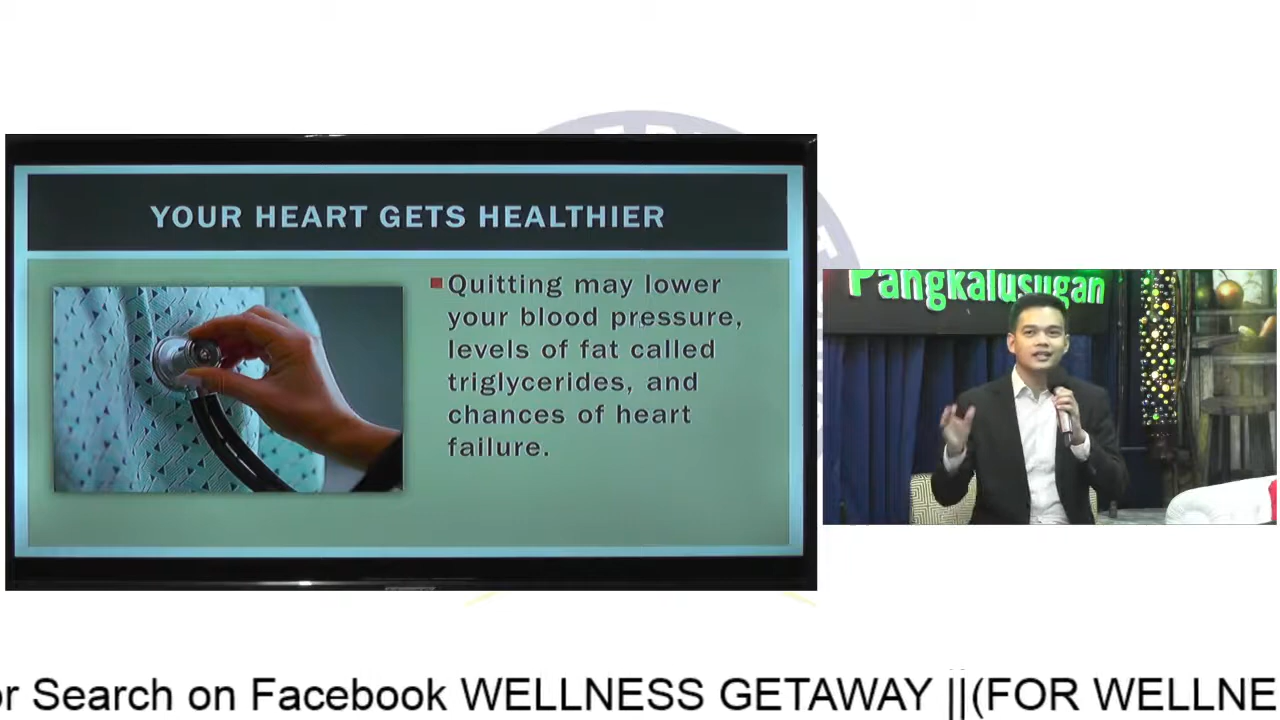 YOUR HEART GETS HEALTHIER
Quitting may lower
your blood pressure,
levels of fat called
triglycerides, and
chances of heart
failure.
Pangkalusugan
or Search on Facebook WELLNESS GETAWAY ||(FOR WELLNE